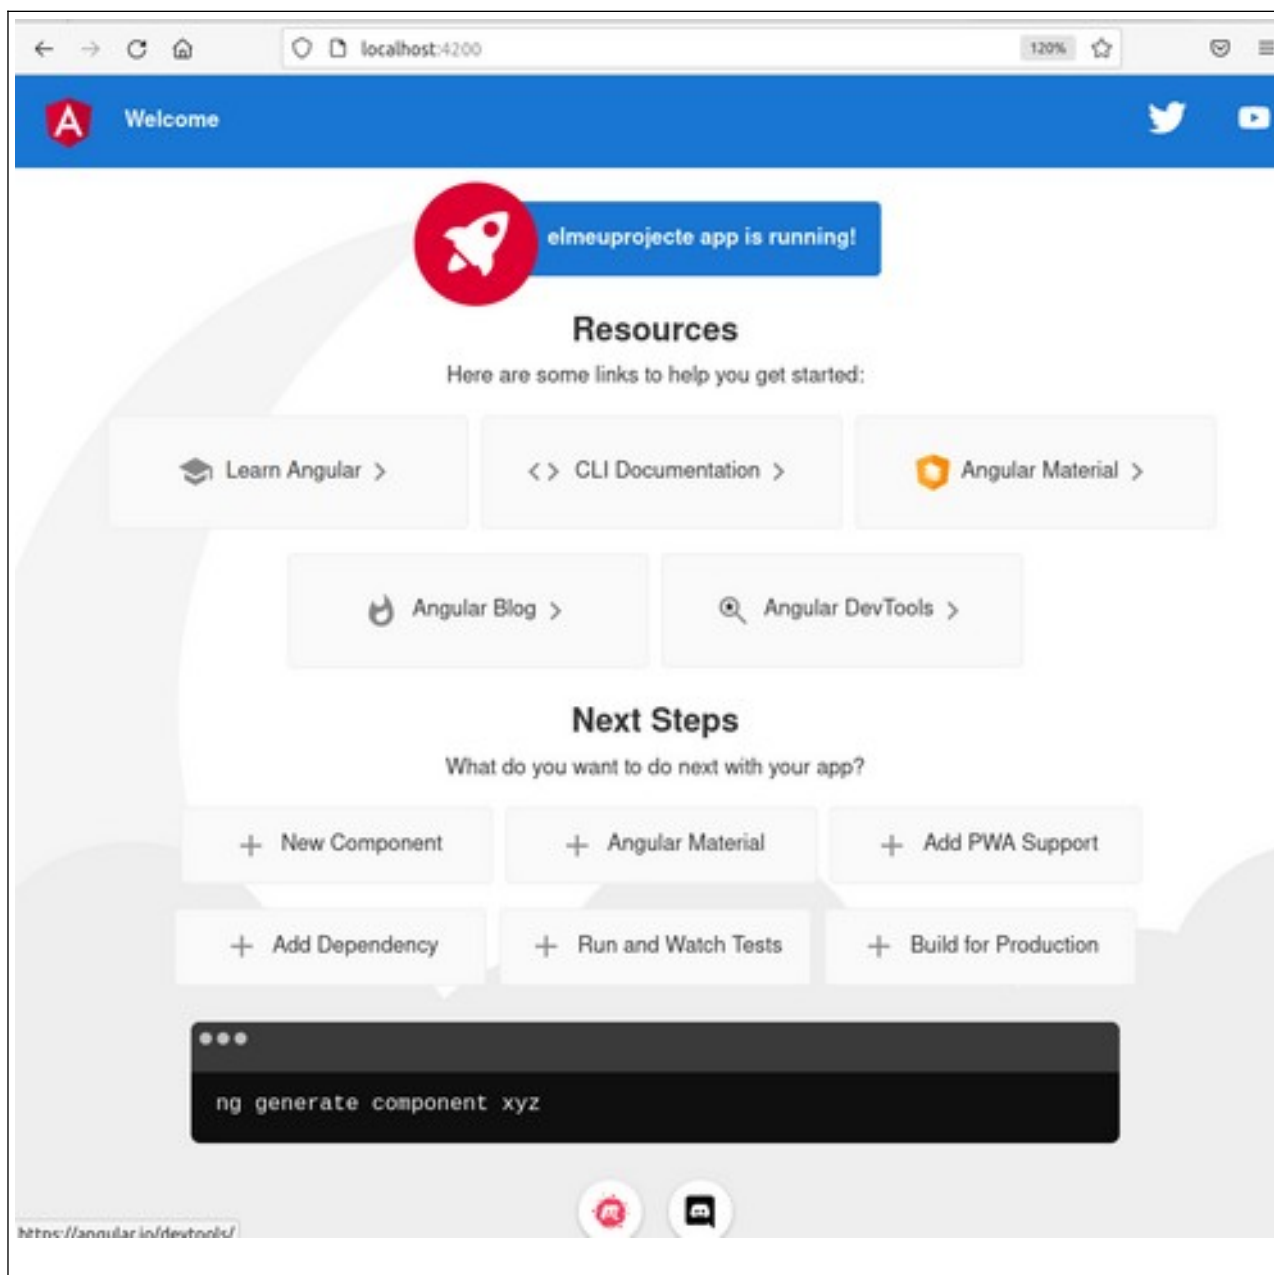 localhost:4200
120%
Welcome
elmeuprojecte app is running!
Resources
Here are some links to help you get started:
Learn Angular
CLI Documentation
Angular Material
Angular Blog
Angular DevTools
Next Steps
What do you want to do next with your app?
New Component
Angular Material
Add PWA Support
Add Dependency
Run and Watch Tests
Build for Production
ng generate component xyz
https://angular.io/devtools/